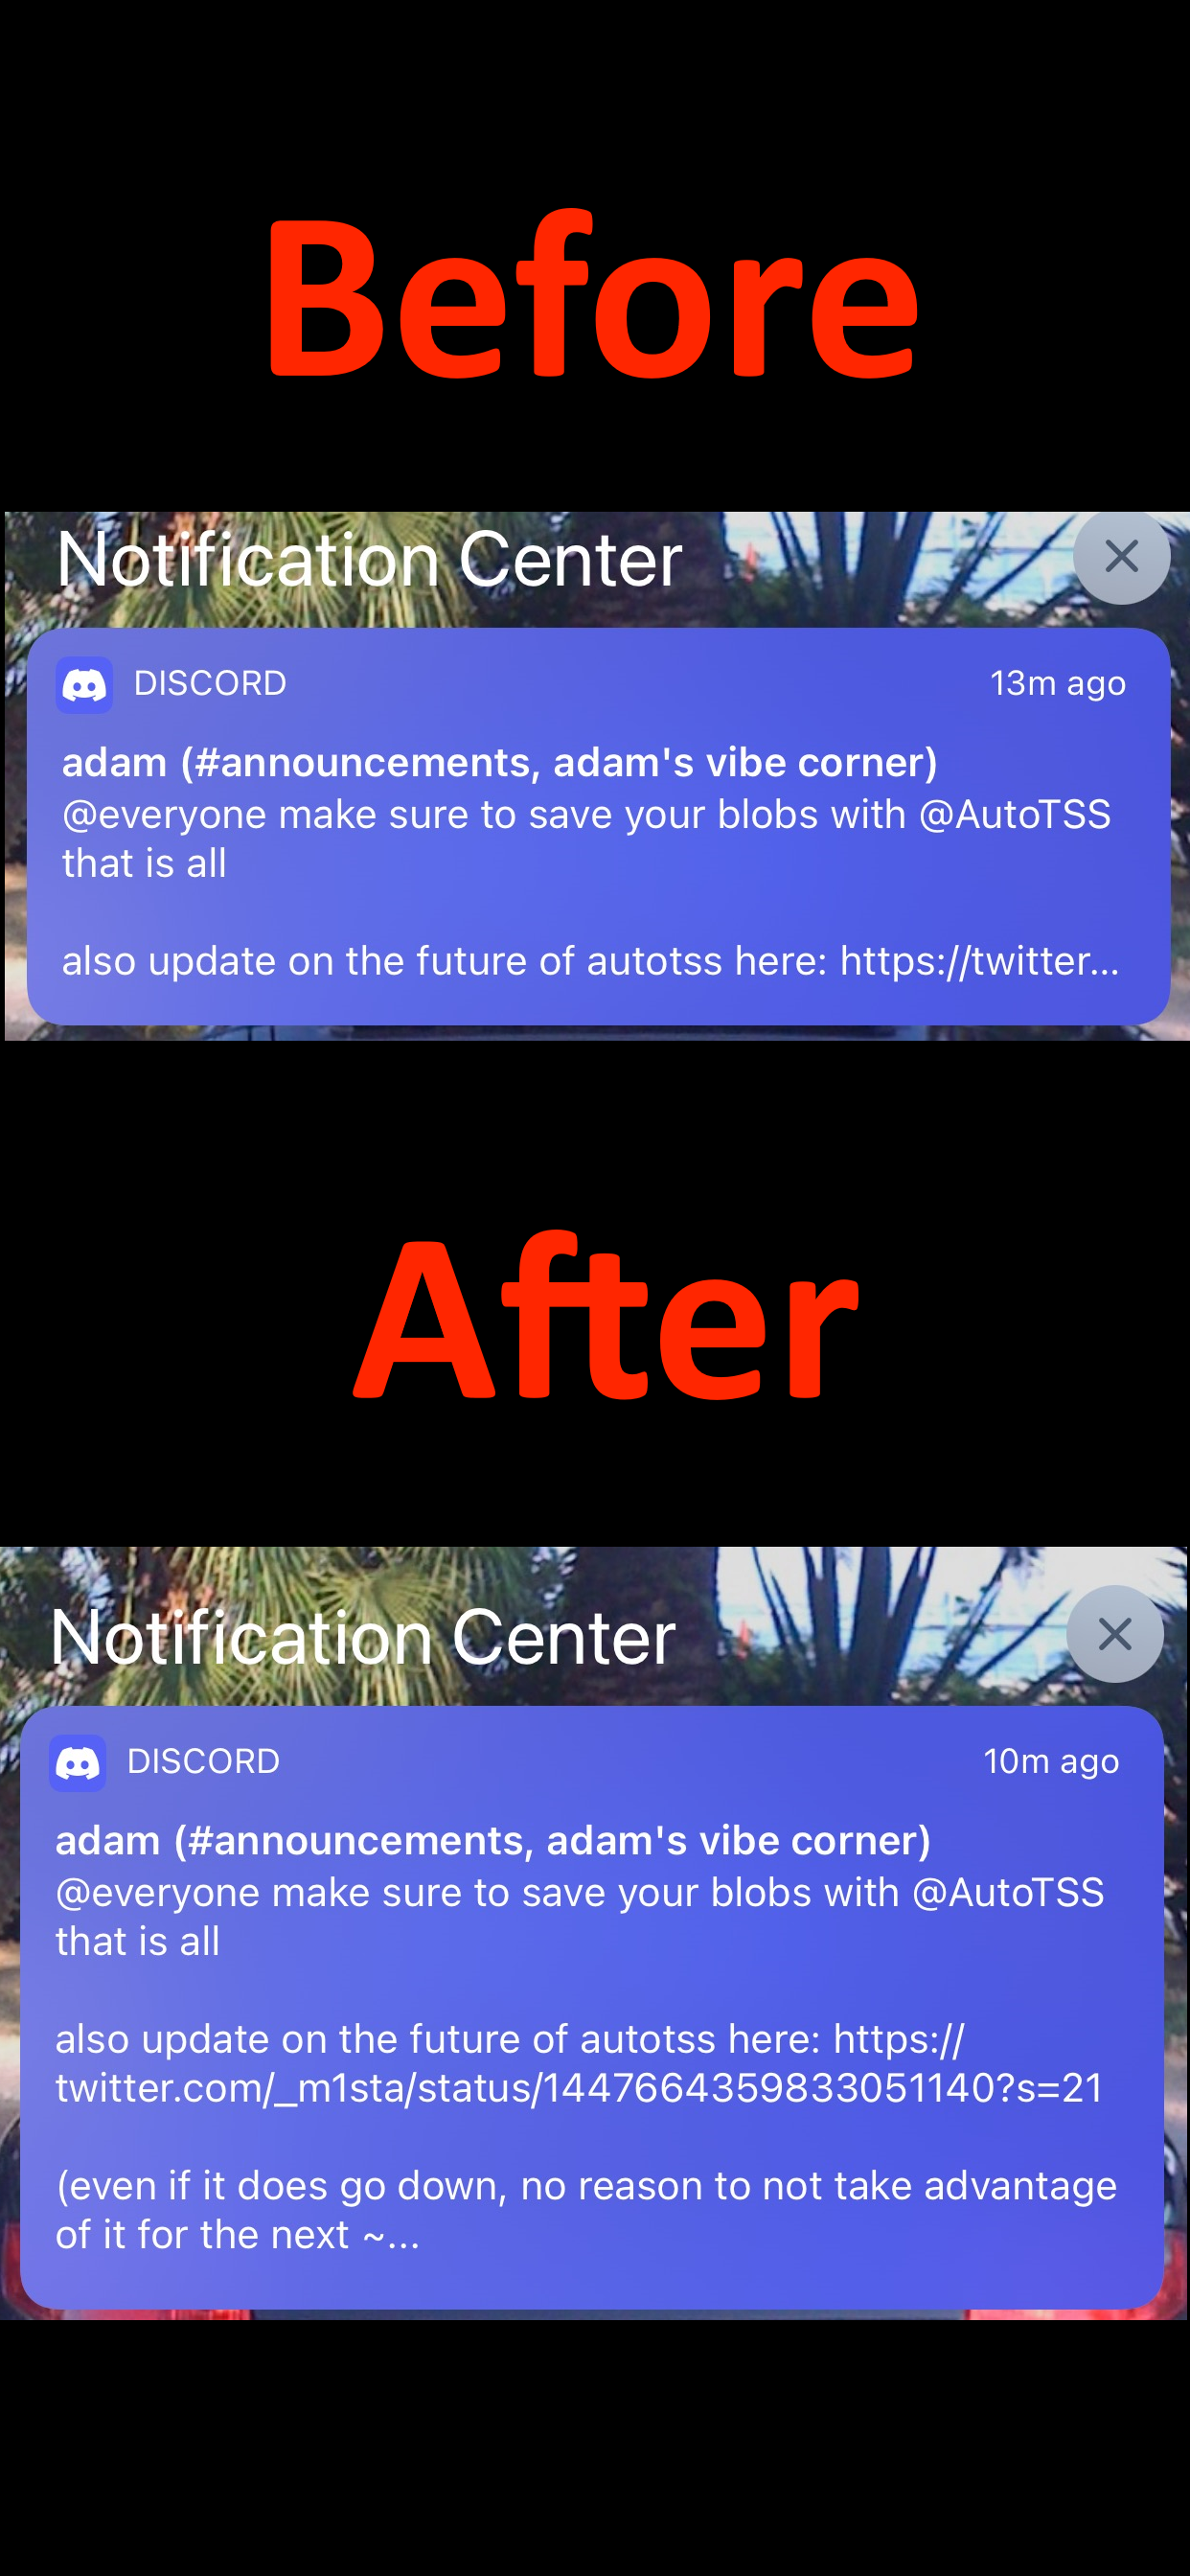 Before
Notification Center
DISCORD 13m ago
adam (#announcements, adam's vibe corner)
@everyone make sure to save your blobs with @AutoTSS
that is all
also update on the future of autotss here: https://twitter...
After
Notification Center
DISCORD 10m ago
adam (#announcements, adam's vibe corner)
@everyone make sure to save your blobs with @AutoTSS
that is all
also update on the future of autotss here: https://
twitter.com/_m1sta/status/1447664359833051140?s=21
(even if it does go down, no reason to not take advantage
of it for the next ~...